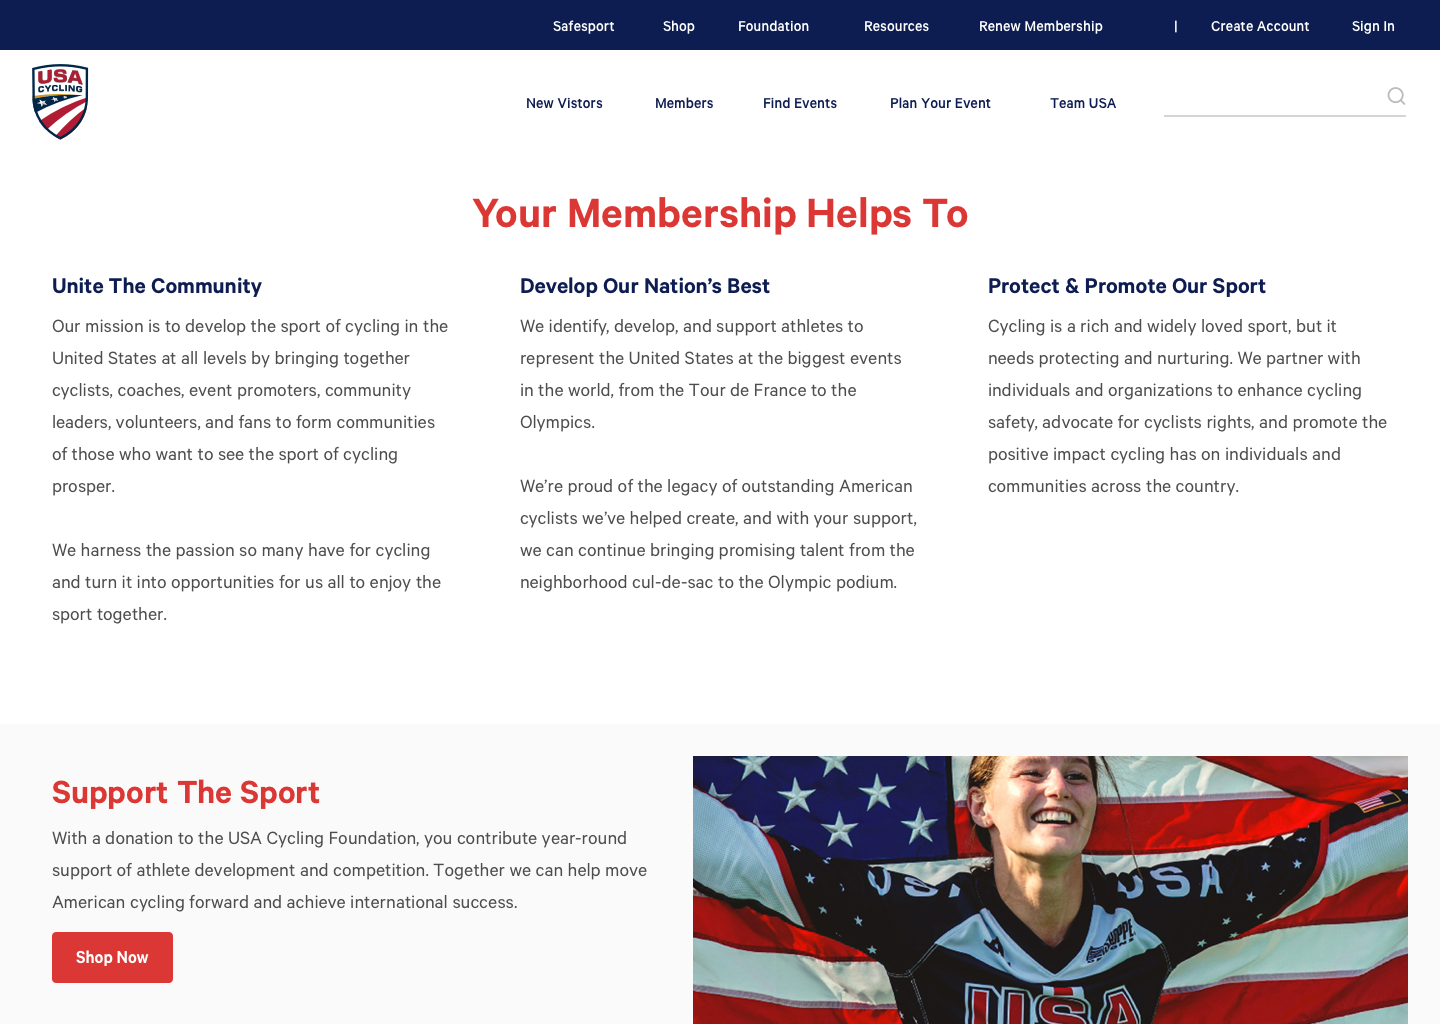 Safesport Shop Foundation Resources Renew Membership | Create Account Sign In
USA
CYCLING
New Vistors Members Find Events Plan Your Event Team USA
Your Membership Helps To
Unite The Community
Our mission is to develop the sport of cycling in the
United States at all levels by bringing together
cyclists, coaches, event promoters, community
leaders, volunteers, and fans to form communities
of those who want to see the sport of cycling
prosper.
We harness the passion so many have for cycling
and turn it into opportunities for us all to enjoy the
sport together.
Develop Our Nation’s Best
We identify, develop, and support athletes to
represent the United States at the biggest events
in the world, from the Tour de France to the
Olympics.
We’re proud of the legacy of outstanding American
cyclists we’ve helped create, and with your support,
we can continue bringing promising talent from the
neighborhood cul-de-sac to the Olympic podium.
Protect & Promote Our Sport
Cycling is a rich and widely loved sport, but it
needs protecting and nurturing. We partner with
individuals and organizations to enhance cycling
safety, advocate for cyclists rights, and promote the
positive impact cycling has on individuals and
communities across the country.
Support The Sport
With a donation to the USA Cycling Foundation, you contribute year-round
support of athlete development and competition. Together we can help move
American cycling forward and achieve international success.
Shop Now
USA
USA